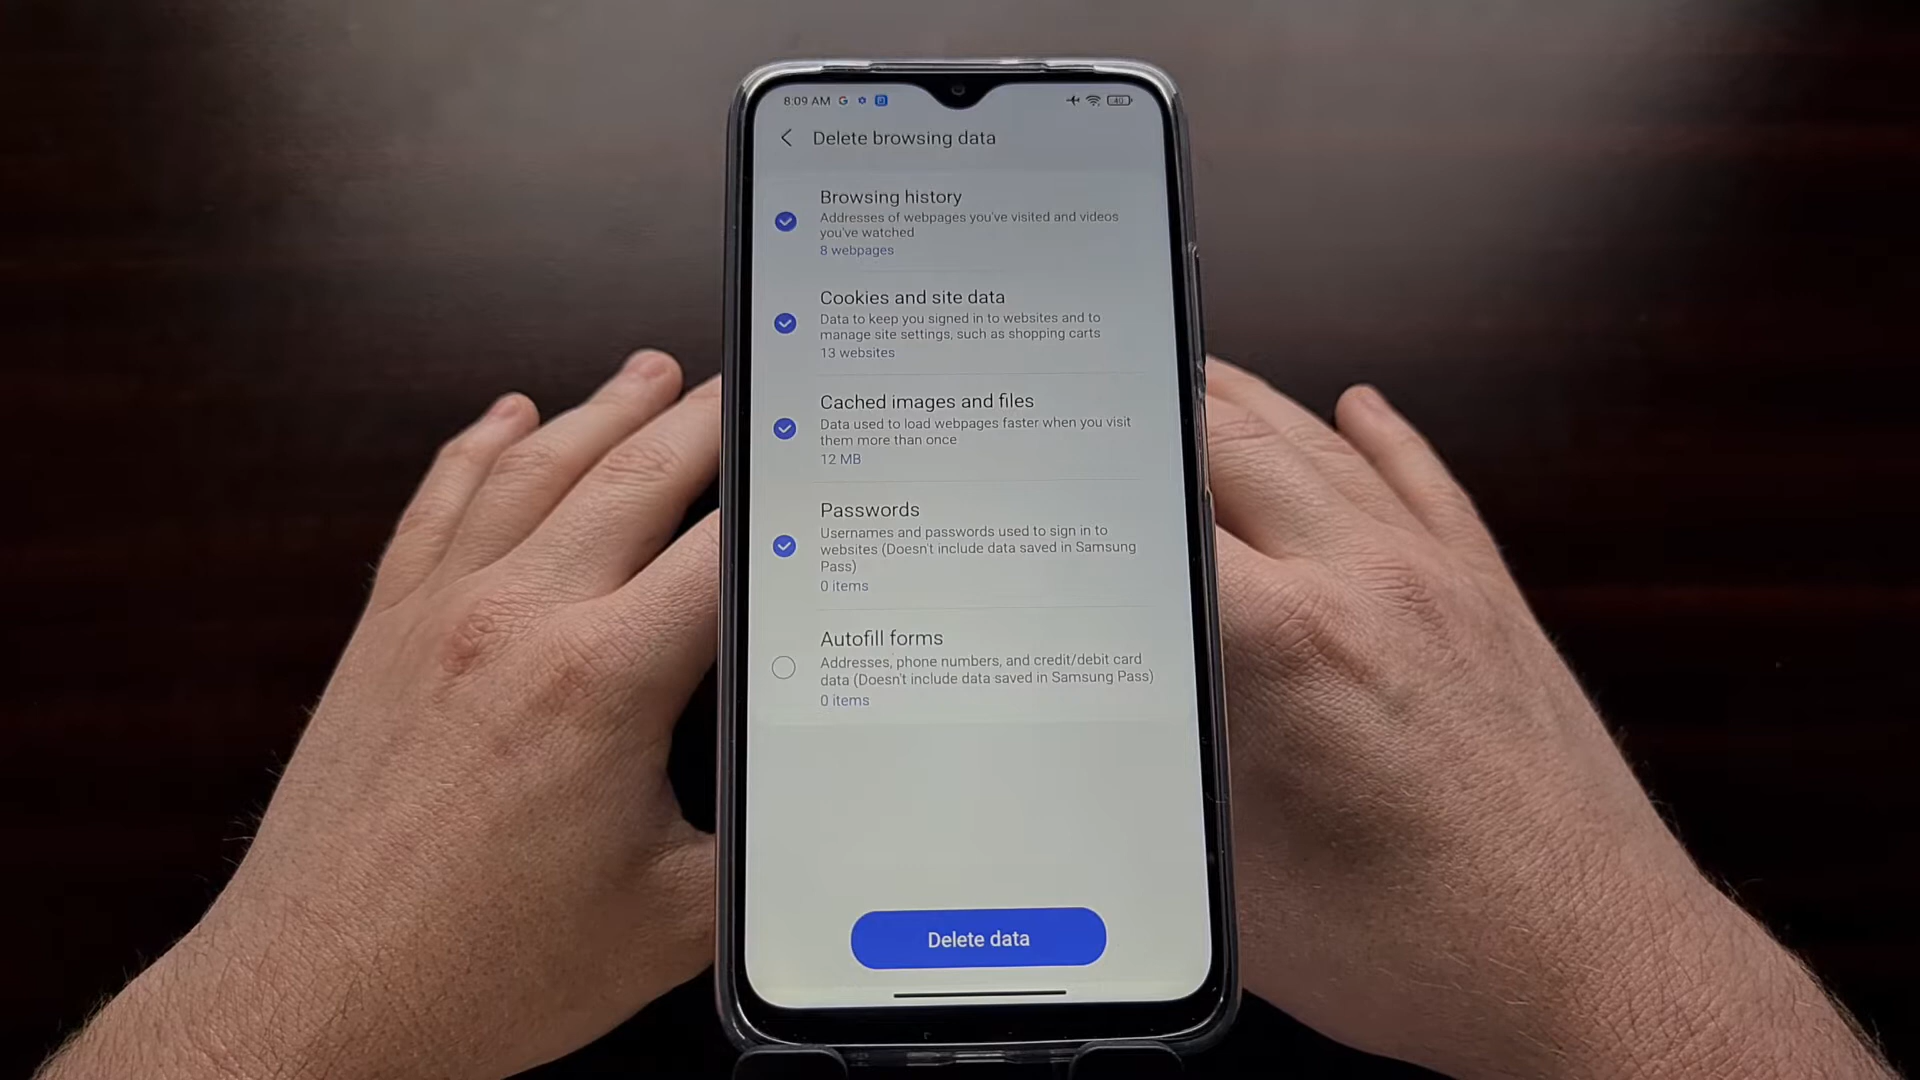 8:09 AM
40
Delete browsing data
Browsing history
Addresses of webpages you've visited and videos
you've watched
8 webpages
Cookies and site data
Data to keep you signed in to websites and to
manage site settings, such as shopping carts
13 websites
Cached images and files
Data used to load webpages faster when you visit
them more than once
12 MB
Passwords
Usernames and passwords used to sign in to
websites (Doesn't include data saved in Samsung
Pass)
0 items
Autofill forms
Addresses, phone numbers, and credit/debit card
data (Doesn't include data saved in Samsung Pass)
0 items
Delete data